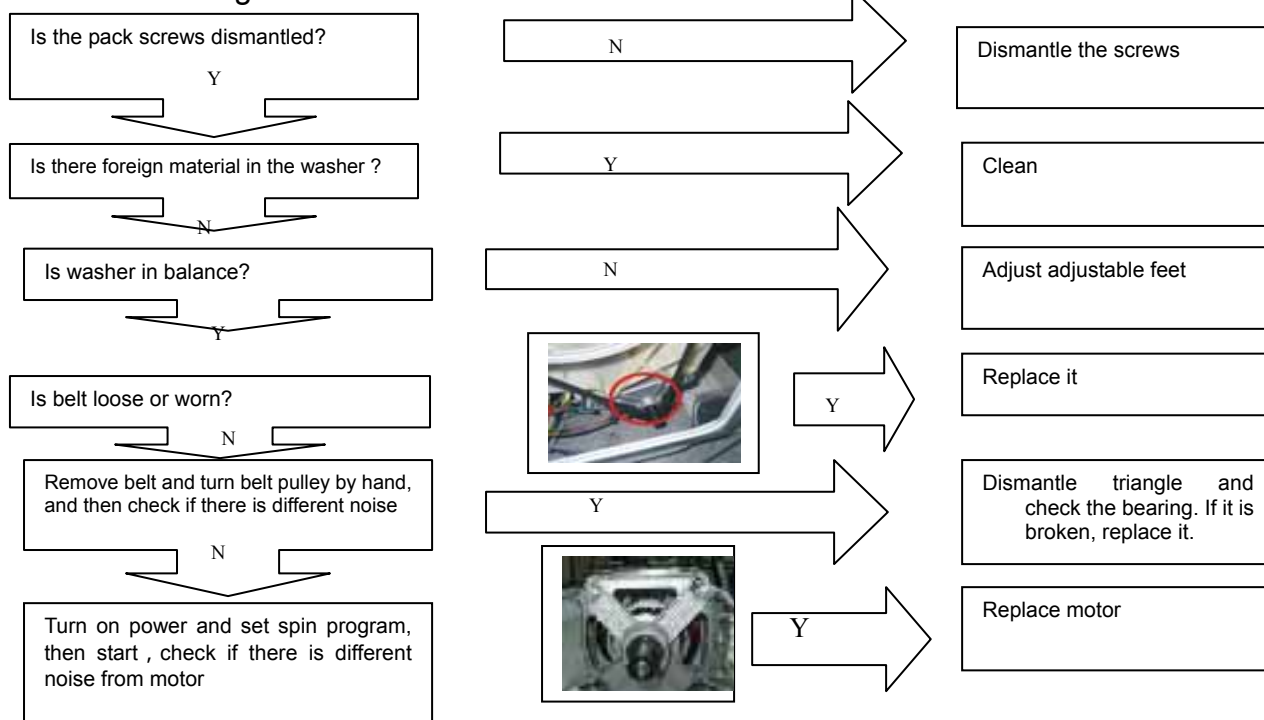 Is the pack screws dismantled?
Y
N
Dismantle the screws
Is there foreign material in the washer ?
N
Y
Clean
Is washer in balance?
Y
N
Adjust adjustable feet
Is belt loose or worn?
N
Y
Replace it
Remove belt and turn belt pulley by hand,
and then check if there is different noise
N
Y
Dismantle triangle and
check the bearing. If it is
broken, replace it.
Turn on power and set spin program,
then start , check if there is different
noise from motor
Y
Replace motor